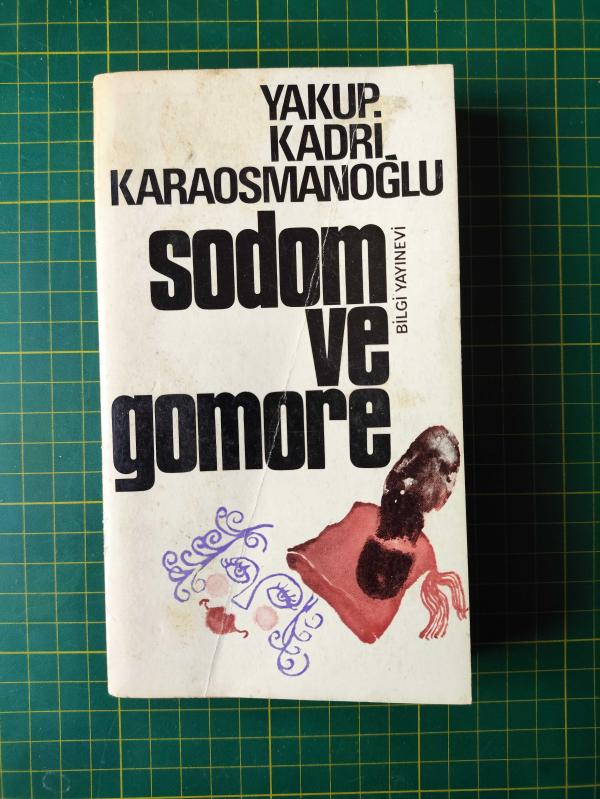 YAKUP
KADRİ
KARAOSMANOĞLU
sodom
ve
gomore
BİLGİ YAYINEVİ